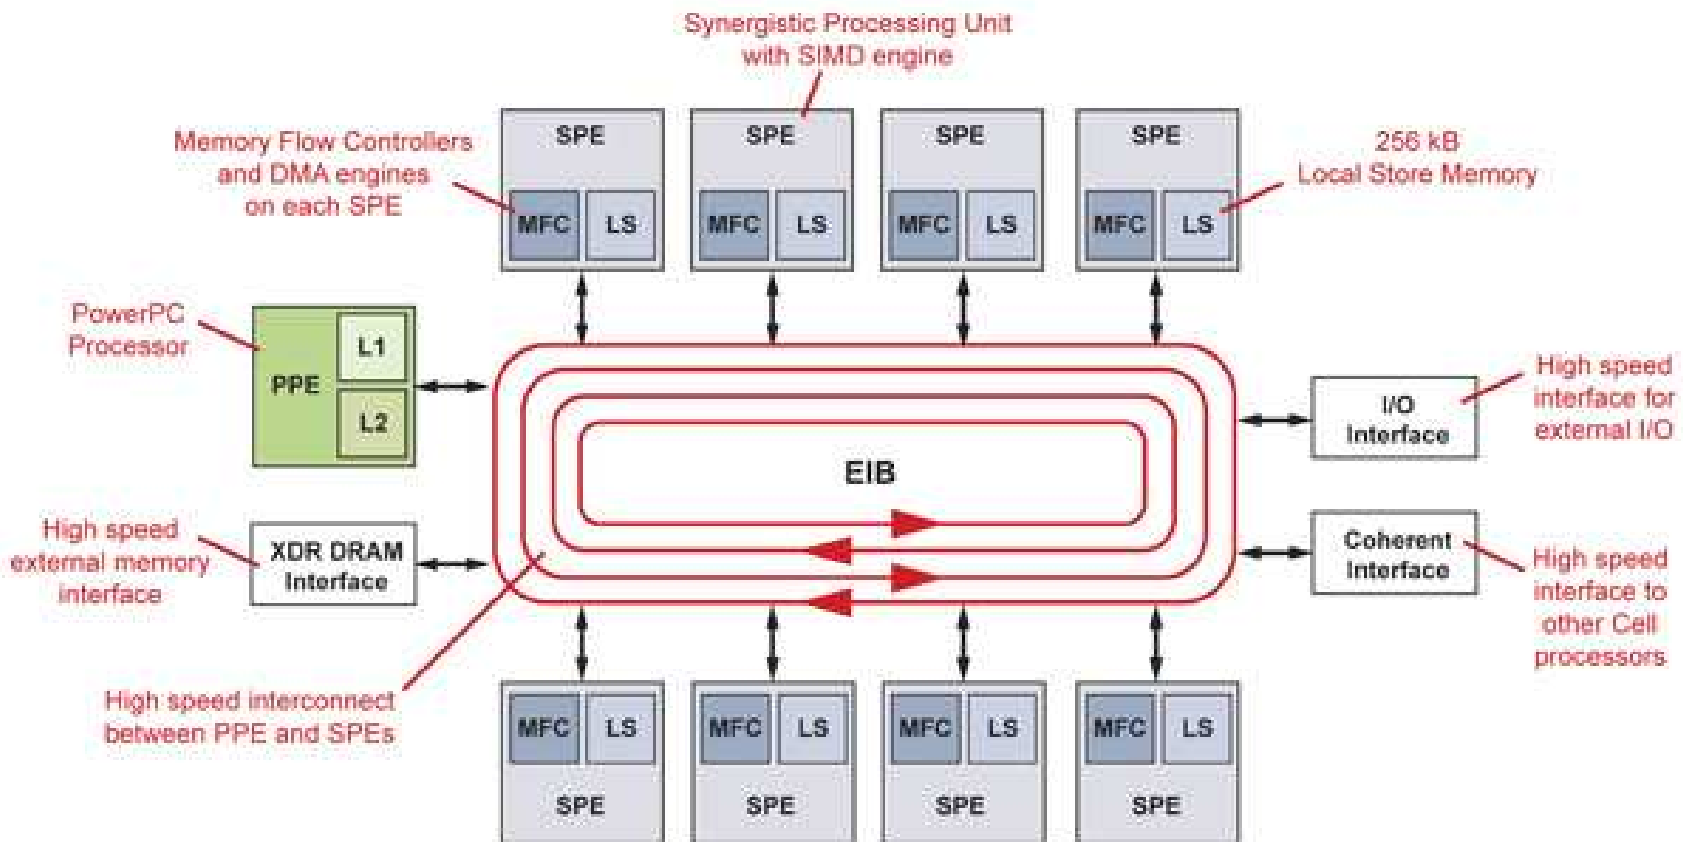 Synergistic Processing Unit
with SIMD engine
Memory Flow Controllers
and DMA engines
on each SPE
256 kB
Local Store Memory
SPE
SPE
SPE
SPE
MFC LS
MFC LS
MFC LS
MFC LS
PowerPC
Processor
PPE
L1
L2
High speed
interface for
external I/O
I/O
Interface
EIB
High speed
external memory
interface
XDR DRAM
Interface
Coherent
Interface
High speed
interface to
other Cell
processors
High speed interconnect
between PPE and SPEs
MFC LS
MFC LS
MFC LS
MFC LS
SPE
SPE
SPE
SPE